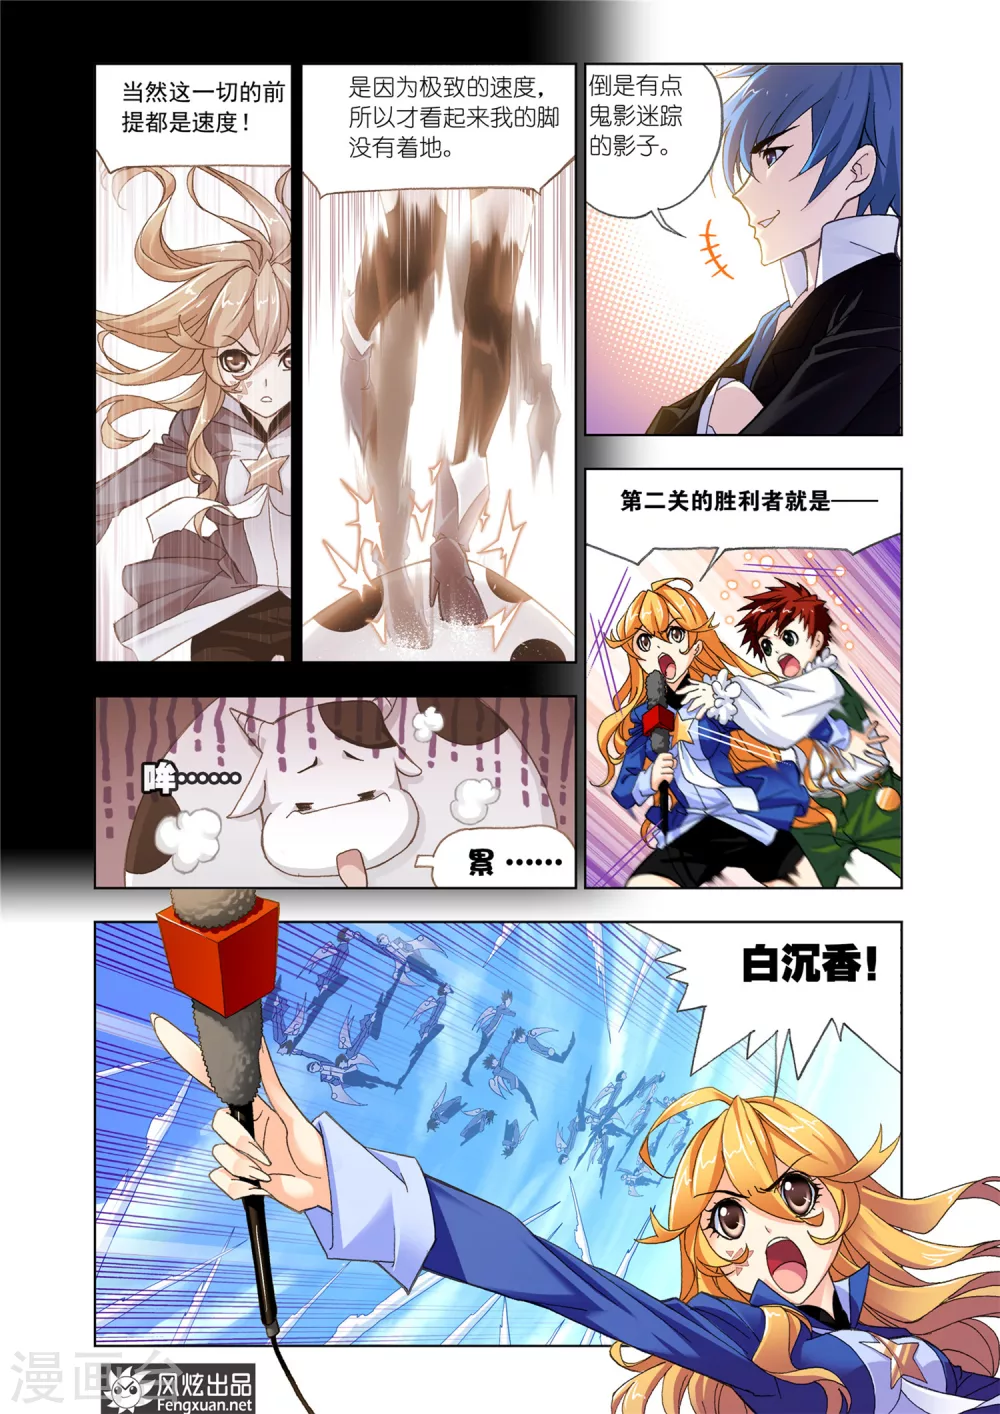 当然这一切的前
提都是速度！
是因为极致的速度，
所以才看起来我的脚
没有着地。
倒是有点
鬼影迷踪
的影子。
第二关的胜利者就是——
哞……
累……
白沉香！
漫画台
风炫出品
Fengxuan.net